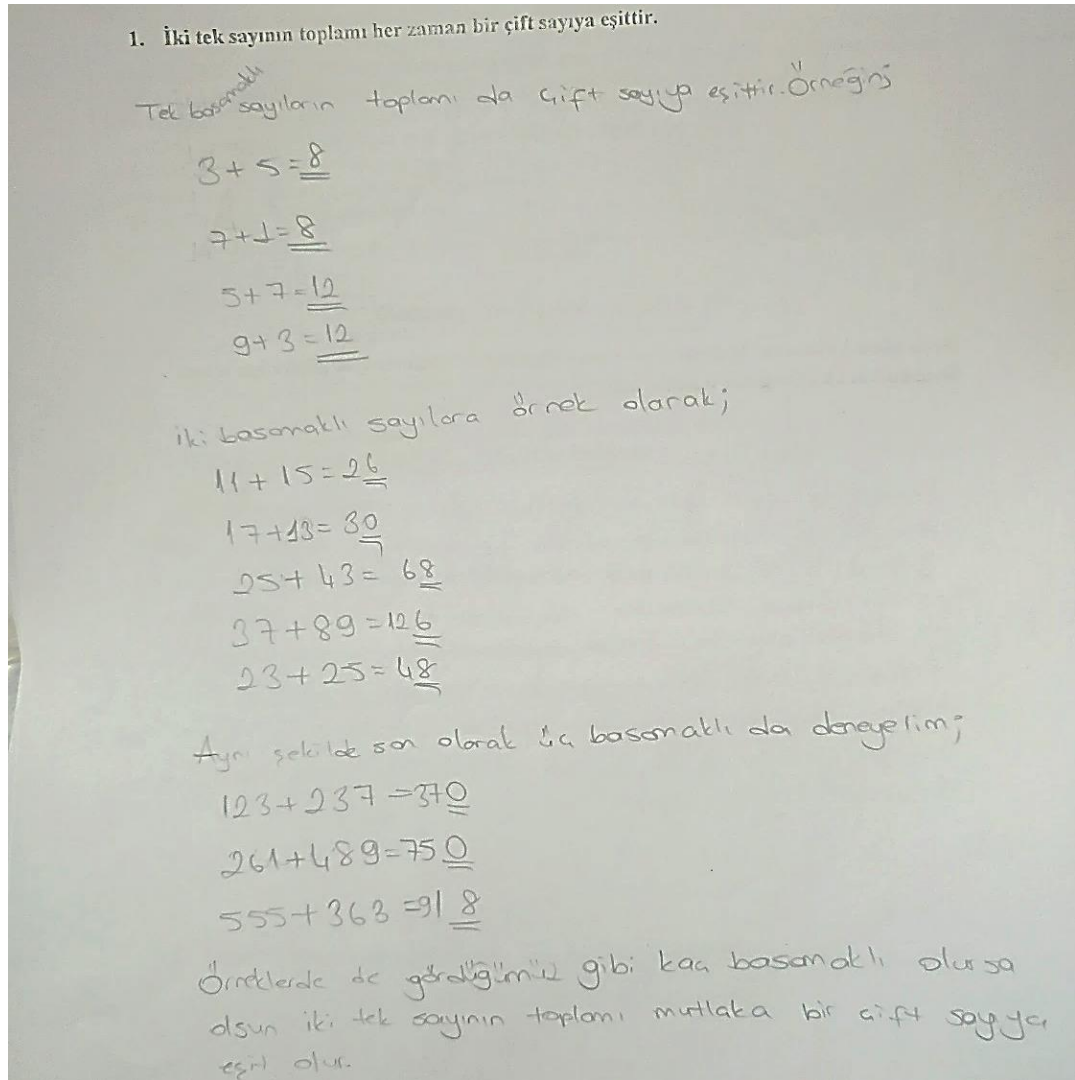 1. İki tek sayının toplamı her zaman bir çift sayıya eşittir.
Tek basamaklı sayıların toplamı da çift sayıya eşittir. Örneğin;
3+5=8
7+1=8
5+7=12
9+3=12
iki basamaklı sayılara örnek olarak;
11+15=26
17+13=30
25+43=68
37+89=126
23+25=48
Aynı şekilde son olarak üç basamaklı da deneyelim;
123+237=370
261+489=750
555+363=918
Örneklerde de gördüğümüz gibi kaç basamaklı olursa
olsun iki tek sayının toplamı mutlaka bir çift sayıya
eşit olur.